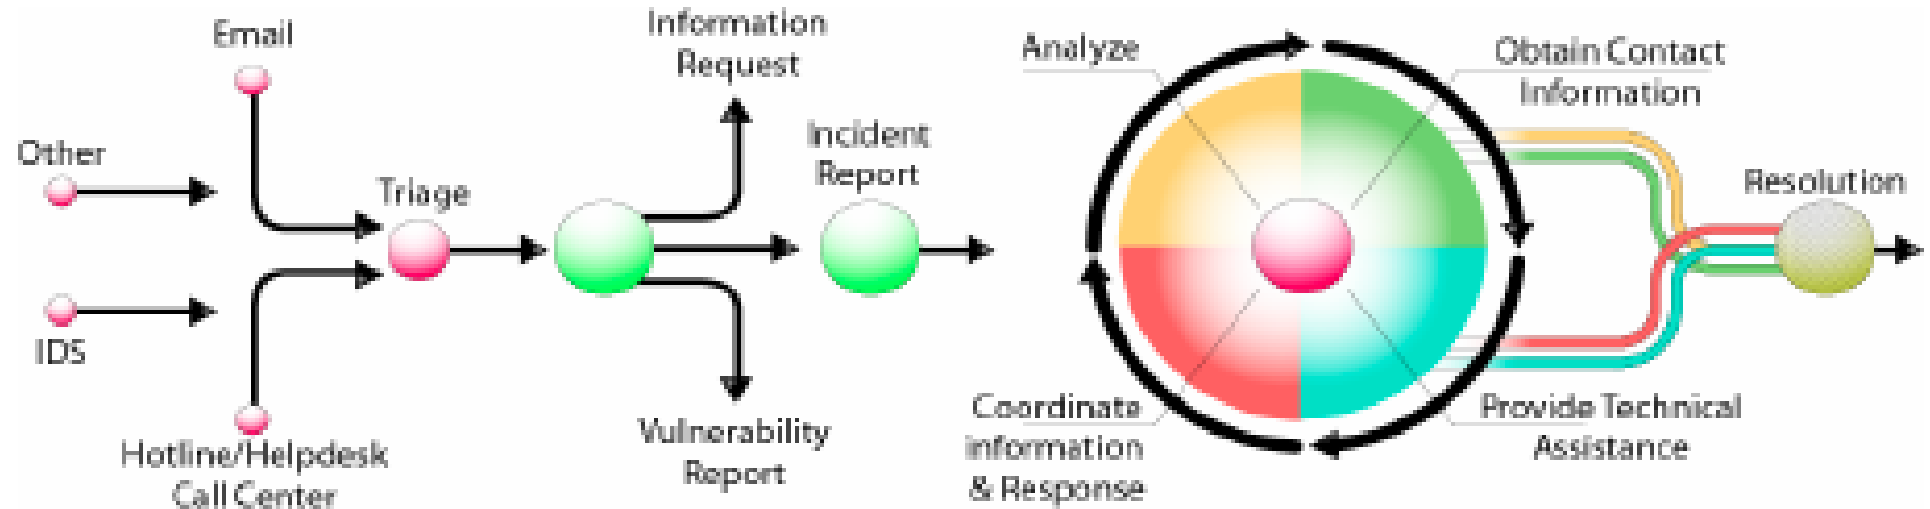 Email
Other
IDS
Hotline/Helpdesk
Call Center
Triage
Information
Request
Incident
Report
Vulnerability
Report
Analyze
Obtain Contact
Information
Coordinate
information
& Response
Provide Technical
Assistance
Resolution